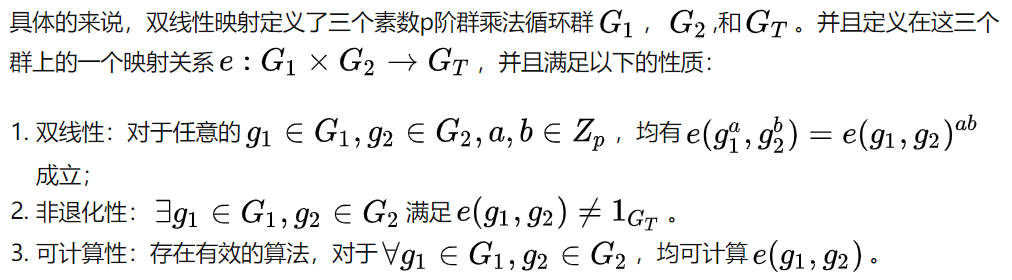 具体的来说，双线性映射定义了三个素数p阶群乘法循环群 $G_1$ ， $G_2$ ,和 $G_T$ 。并且定义在这三个
群上的一个映射关系 $e : G_1 \times G_2 \rightarrow G_T$ ，并且满足以下的性质：
1. 双线性：对于任意的 $g_1 \in G_1, g_2 \in G_2, a, b \in Z_p$ ，均有 $e(g_1^a, g_2^b) = e(g_1, g_2)^{ab}$
成立；
2. 非退化性： $\exists g_1 \in G_1, g_2 \in G_2$ 满足 $e(g_1, g_2) \neq 1_{G_T}$ 。
3. 可计算性：存在有效的算法，对于 $\forall g_1 \in G_1, g_2 \in G_2$ ，均可计算 $e(g_1, g_2)$ 。